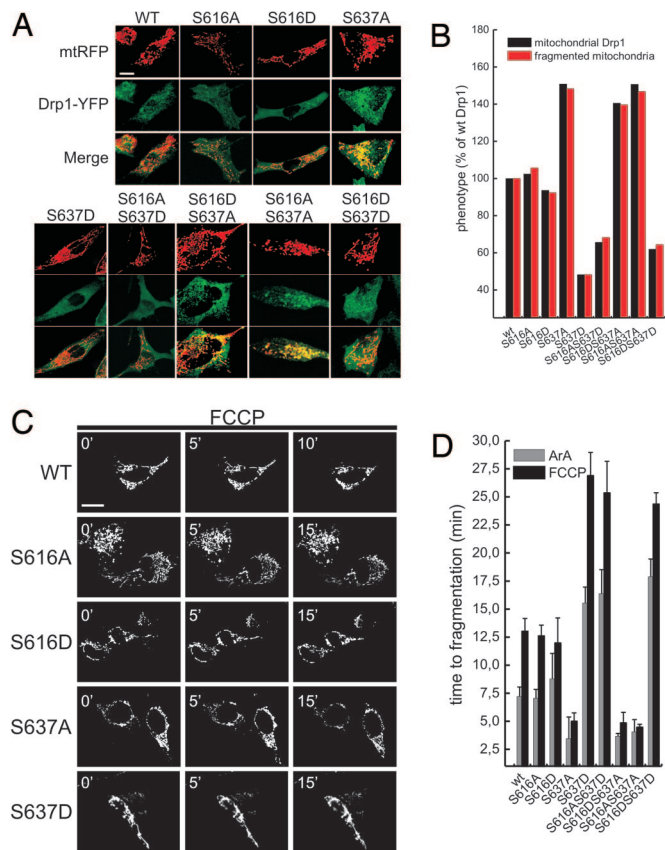 A
WT
S616A
S616D
S637A
mtRFP
Drp1-YFP
Merge
S637D
S616A
S637D
S616D
S637A
S616A
S637A
S616D
S637D
B
mitochondrial Drp1
fragmented mitochondria
phenotype (% of wt Drp1)
180
160
140
120
100
80
60
40
wt
S616A
S616D
S637A
S637D
S616AS637D
S616DS637A
S616AS637A
S616DS637D
C
FCCP
WT
0'
5'
10'
S616A
0'
5'
15'
S616D
0'
5'
15'
S637A
0'
5'
15'
S637D
0'
5'
15'
D
ArA
FCCP
time to fragmentation (min)
30,0
27,5
25,0
22,5
20,0
17,5
15,0
12,5
10,0
7,5
5,0
2,5
wt
S616A
S616D
S637A
S637D
S616AS637D
S616DS637A
S616AS637A
S616DS637D